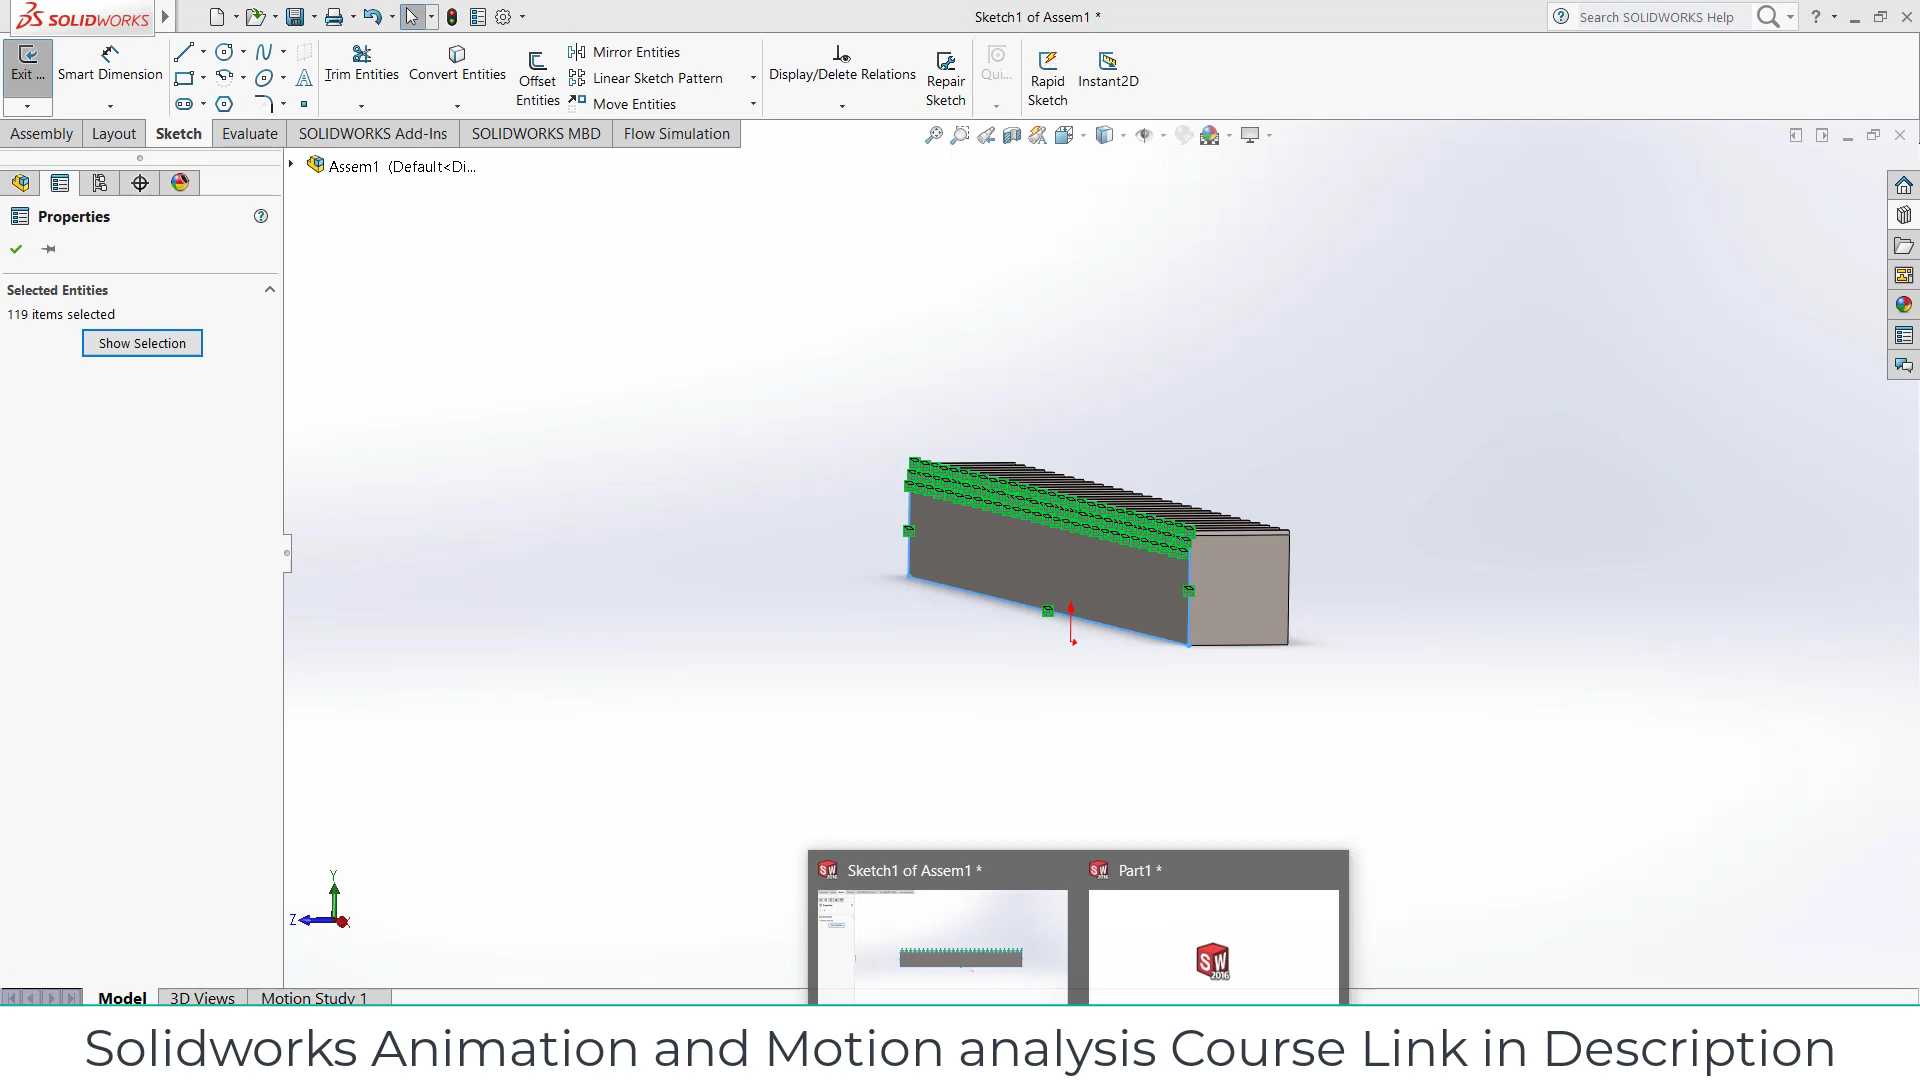 SOLIDWORKS
Sketch1 of Assem1 *
Search SOLIDWORKS Help
Exit ...
Smart Dimension
Trim Entities
Convert Entities
Offset Entities
Mirror Entities
Linear Sketch Pattern
Move Entities
Display/Delete Relations
Repair Sketch
Qui...
Rapid Sketch
Instant2D
Assembly
Layout
Sketch
Evaluate
SOLIDWORKS Add-Ins
SOLIDWORKS MBD
Flow Simulation
Assem1 (Default<Di...
Properties
Selected Entities
119 items selected
Show Selection
Y
Z
Sketch1 of Assem1 *
Part1 *
SW
2016
Model
3D Views
Motion Study 1
Solidworks Animation and Motion analysis Course Link in Description